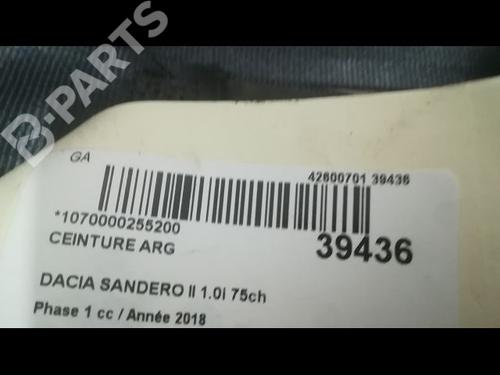 B-PARTS
GA
42600701 39436
*1070000255200
39436
CEINTURE ARG
DACIA SANDERO II 1.0i 75ch
Phase 1 cc / Année 2018